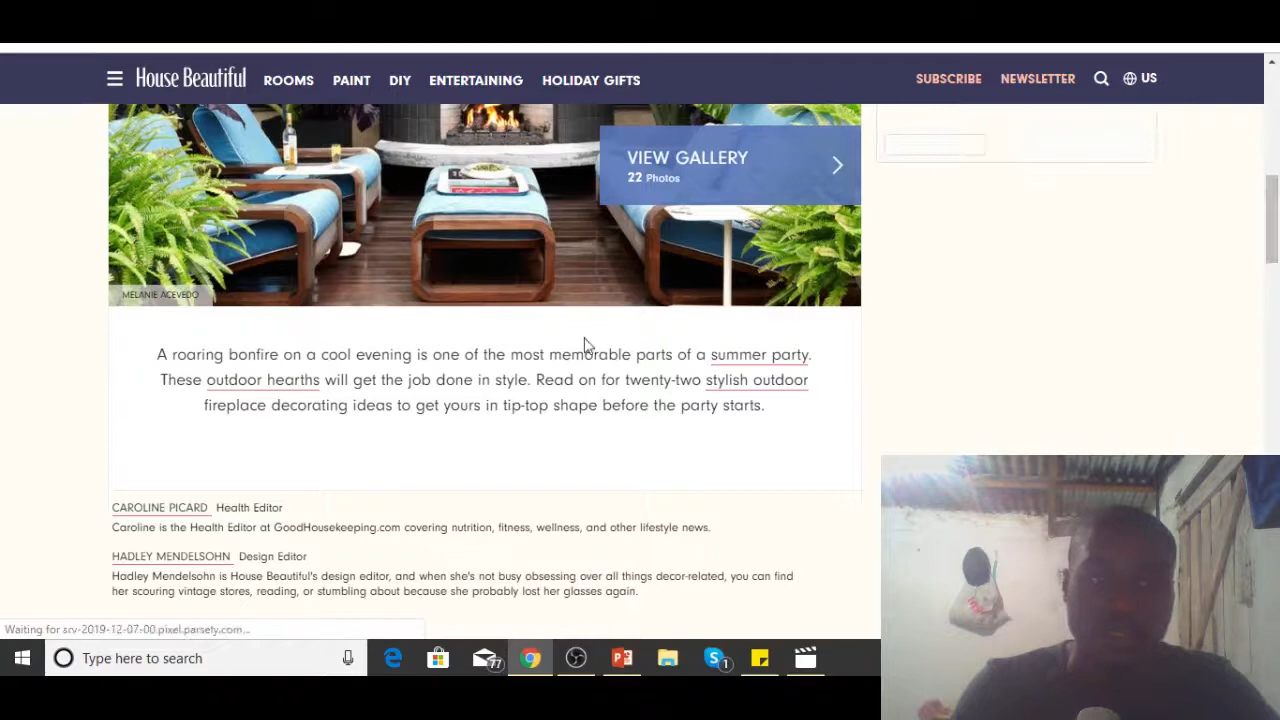 House Beautiful ROOMS PAINT DIY ENTERTAINING HOLIDAY GIFTS SUBSCRIBE NEWSLETTER US
VIEW GALLERY
22 Photos
MELANIE ACEVEDO
A roaring bonfire on a cool evening is one of the most memorable parts of a summer party.
These outdoor hearths will get the job done in style. Read on for twenty-two stylish outdoor
fireplace decorating ideas to get yours in tip-top shape before the party starts.
CAROLINE PICARD Health Editor
Caroline is the Health Editor at GoodHousekeeping.com covering nutrition, fitness, wellness, and other lifestyle news.
HADLEY MENDELSOHN Design Editor
Hadley Mendelsohn is House Beautiful's design editor, and when she's not busy obsessing over all things decor-related, you can find
her scouring vintage stores, reading, or stumbling about because she probably lost her glasses again.
Waiting for srv-2019-12-07-00.pixel.parsely.com...
Type here to search
77
1